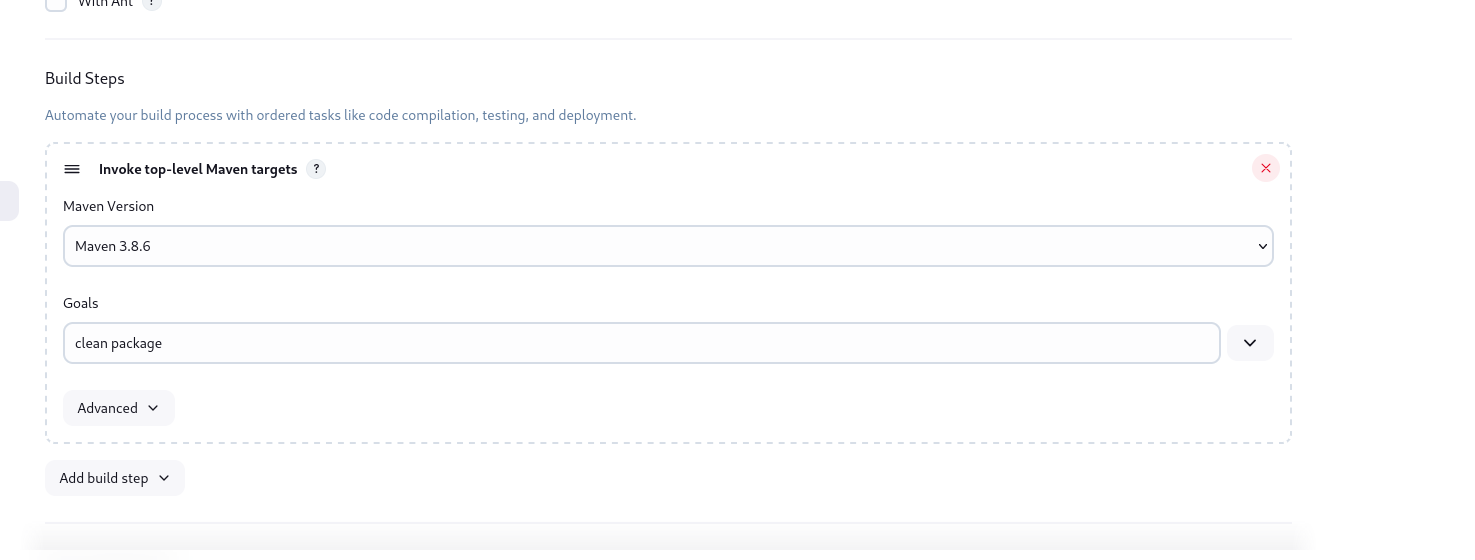 With Ant ?
Build Steps
Automate your build process with ordered tasks like code compilation, testing, and deployment.
Invoke top-level Maven targets ?
Maven Version
Maven 3.8.6
Goals
clean package
Advanced
Add build step